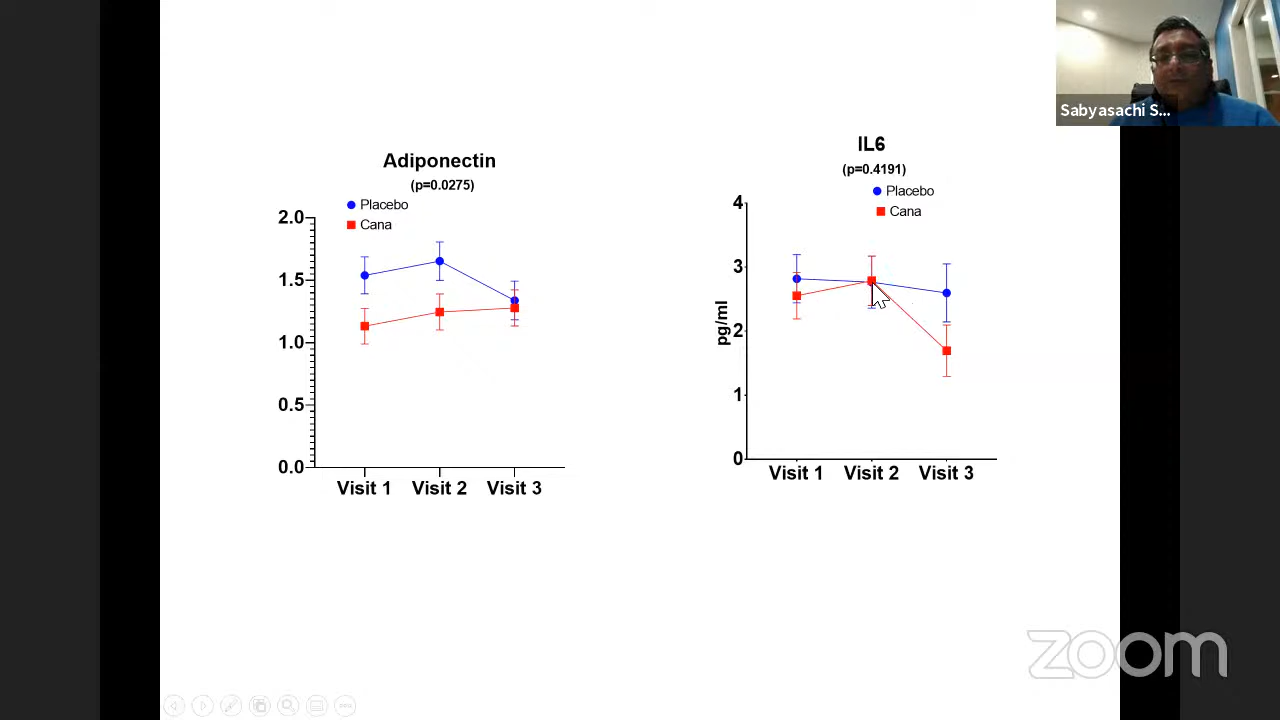 Sabyasachi S...
Adiponectin
(p=0.0275)
Placebo
Cana
2.0
1.5
1.0
0.5
0.0
Visit 1 Visit 2 Visit 3
IL6
(p=0.4191)
Placebo
Cana
pg/ml
4
3
2
1
0
Visit 1 Visit 2 Visit 3
zoom